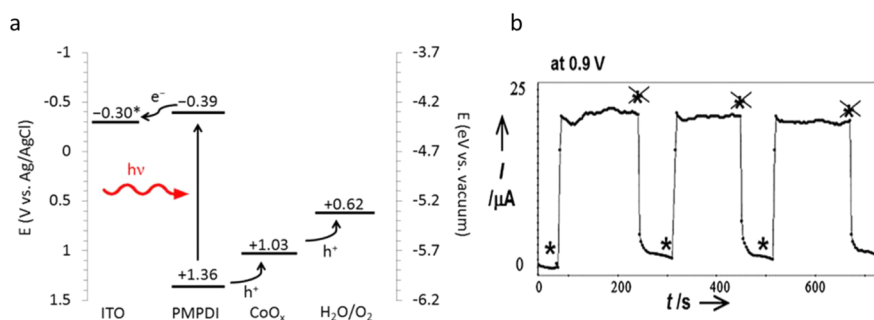 a
-1
-0.5
0
0.5
1
1.5
E (V vs. Ag/AgCl)
−0.30*
e⁻
−0.39
hν
+1.36
h⁺
+1.03
h⁺
+0.62
ITO PMPDI CoOₓ H₂O/O₂
-3.7
-4.2
-4.7
-5.2
-5.7
-6.2
E (eV vs. vacuum)
b
at 0.9 V
25
I
/μA
0
* * *
0 200 400 600
t/s